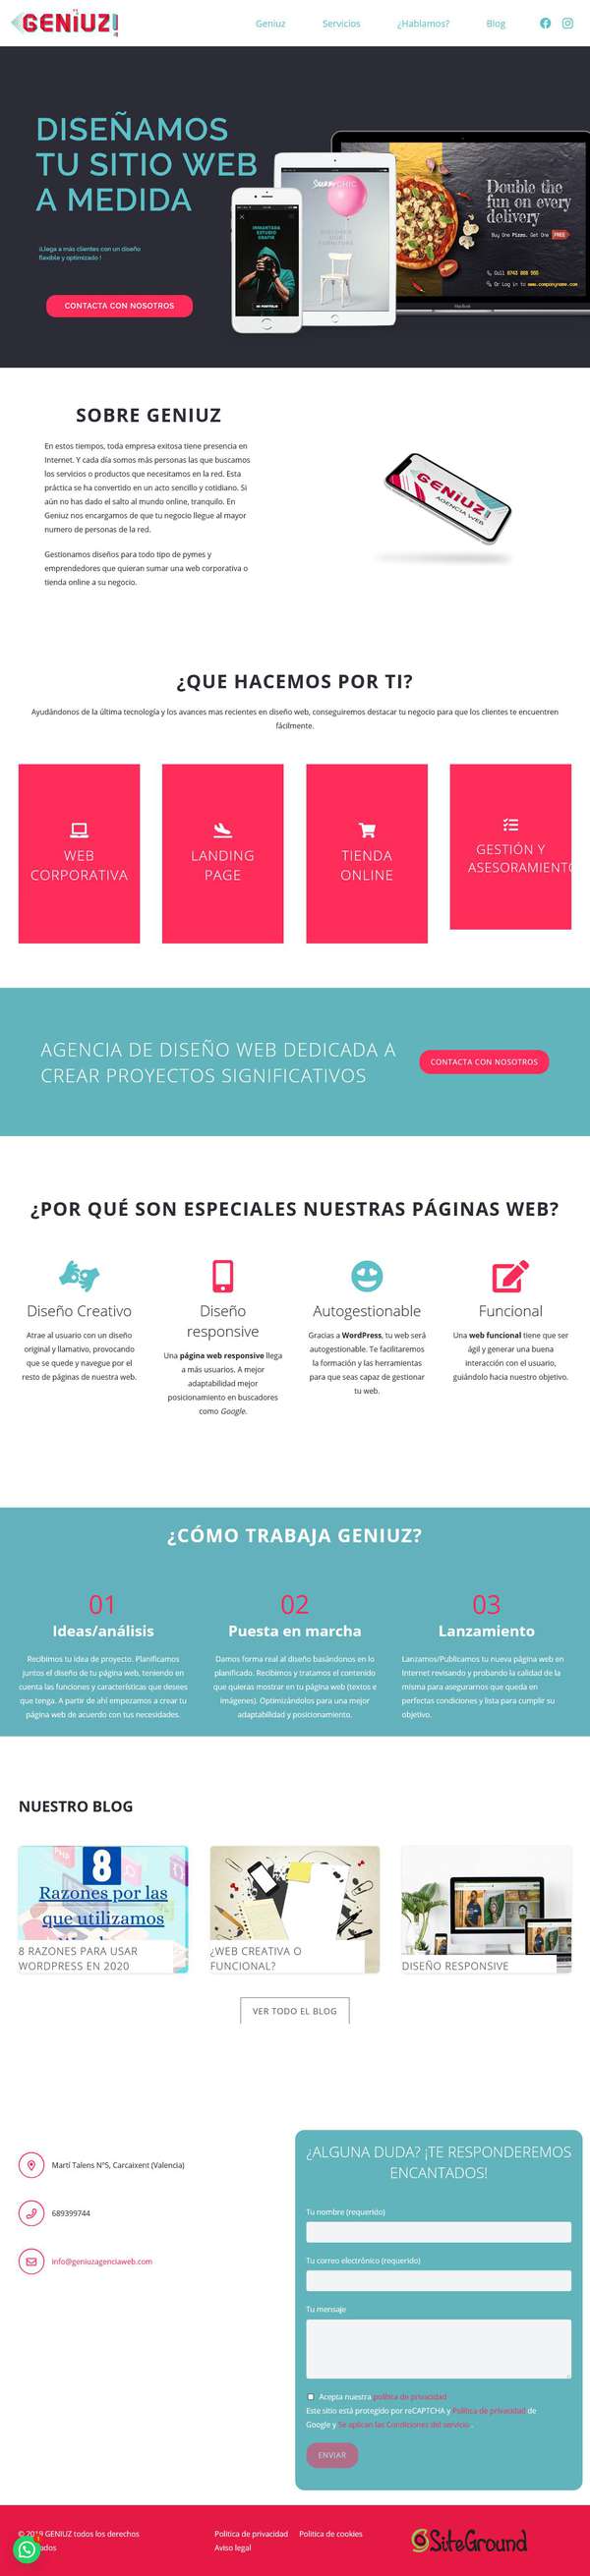 GENIUZ!
Geniuz
Servicios
¿Hablamos?
Blog
DISEÑAMOS
TU SITIO WEB
A MEDIDA
¡Llega a más clientes con un diseño
flexible y optimizado !
CONTACTA CON NOSOTROS
Double the
fun on every
delivery
Buy One Pizza, Get One FREE
Call 0743 888 565
Or Log in to www.companyname.com
MacBook
SOBRE GENIUZ
En estos tiempos, toda empresa exitosa tiene presencia en
Internet. Y cada día somos más personas las que buscamos
los servicios o productos que necesitamos en la red. Esta
práctica se ha convertido en un acto sencillo y cotidiano. Si
aún no has dado el salto al mundo online, tranquilo. En
Geniuz nos encargamos de que tu negocio llegue al mayor
numero de personas de la red.
Gestionamos diseños para todo tipo de pymes y
emprendedores que quieran sumar una web corporativa o
tienda online a su negocio.
GENIUZ!
AGENCIA WEB
¿QUE HACEMOS POR TI?
Ayudándonos de la última tecnología y los avances mas recientes en diseño web, conseguiremos destacar tu negocio para que los clientes te encuentren
fácilmente.
WEB
CORPORATIVA
LANDING
PAGE
TIENDA
ONLINE
GESTIÓN Y
ASESORAMIENTO
AGENCIA DE DISEÑO WEB DEDICADA A
CREAR PROYECTOS SIGNIFICATIVOS
CONTACTA CON NOSOTROS
¿POR QUÉ SON ESPECIALES NUESTRAS PÁGINAS WEB?
Diseño Creativo
Atrae al usuario con un diseño
original y llamativo, provocando
que se quede y navegue por el
resto de páginas de nuestra web.
Diseño
responsive
Una página web responsive llega
a más usuarios. A mejor
adaptabilidad mejor
posicionamiento en buscadores
como Google.
Autogestionable
Gracias a WordPress, tu web será
autogestionable. Te facilitaremos
la formación y las herramientas
para que seas capaz de gestionar
tu web.
Funcional
Una web funcional tiene que ser
ágil y generar una buena
interacción con el usuario,
guiándolo hacia nuestro objetivo.
¿CÓMO TRABAJA GENIUZ?
01
Ideas/análisis
Recibimos tu idea de proyecto. Planificamos
juntos el diseño de tu página web, teniendo en
cuenta las funciones y características que desees
que tenga. A partir de ahí empezamos a crear tu
página web de acuerdo con tus necesidades.
02
Puesta en marcha
Damos forma real al diseño basándonos en lo
planificado. Recibimos y tratamos el contenido
que quieras mostrar en tu página web (textos e
imágenes). Optimizándolos para una mejor
adaptabilidad y posicionamiento.
03
Lanzamiento
Lanzamos/Publicamos tu nueva página web en
Internet revisando y probando la calidad de la
misma para asegurarnos que queda en
perfectas condiciones y lista para cumplir su
objetivo.
NUESTRO BLOG
8
Razones por las
que utilizamos
8 RAZONES PARA USAR
WORDPRESS EN 2020
¿WEB CREATIVA O
FUNCIONAL?
DISEÑO RESPONSIVE
VER TODO EL BLOG
Martí Talens Nº5, Carcaixent (Valencia)
689399744
info@geniuzagenciaweb.com
¿ALGUNA DUDA? ¡TE RESPONDEREMOS
ENCANTADOS!
Tu nombre (requerido)
Tu correo electrónico (requerido)
Tu mensaje
Acepta nuestra política de privacidad
Este sitio está protegido por reCAPTCHA y Política de privacidad de
Google y Se aplican las Condiciones del servicio.
ENVIAR
© 2019 GENIUZ todos los derechos
Política de privacidad
Política de cookies
Aviso legal
SiteGround